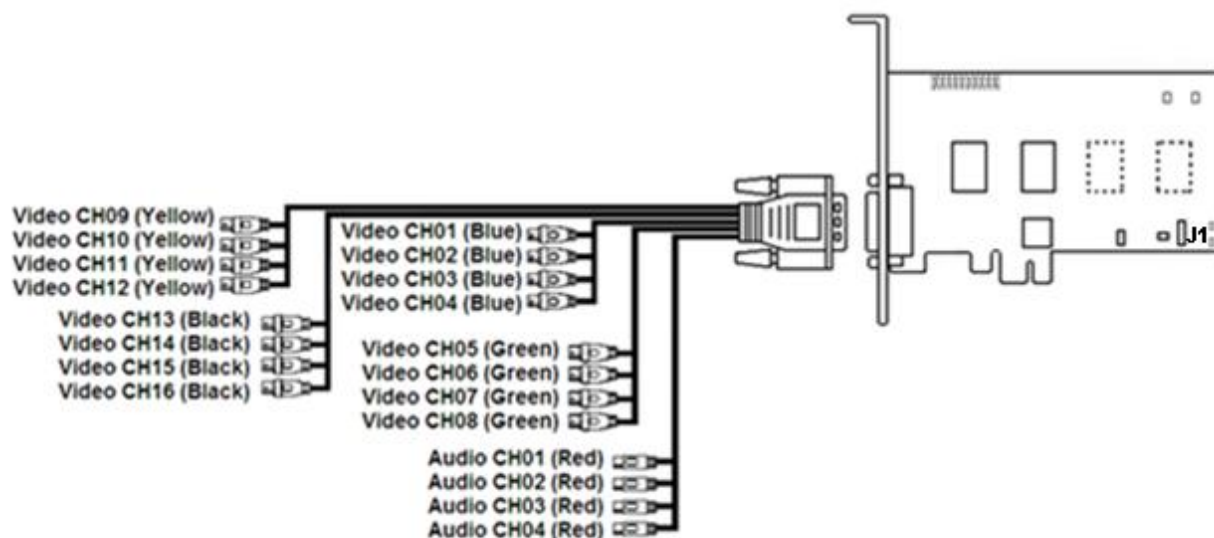 Video CH09 (Yellow)
Video CH10 (Yellow)
Video CH11 (Yellow)
Video CH12 (Yellow)
Video CH13 (Black)
Video CH14 (Black)
Video CH15 (Black)
Video CH16 (Black)
Video CH01 (Blue)
Video CH02 (Blue)
Video CH03 (Blue)
Video CH04 (Blue)
Video CH05 (Green)
Video CH06 (Green)
Video CH07 (Green)
Video CH08 (Green)
Audio CH01 (Red)
Audio CH02 (Red)
Audio CH03 (Red)
Audio CH04 (Red)
J1